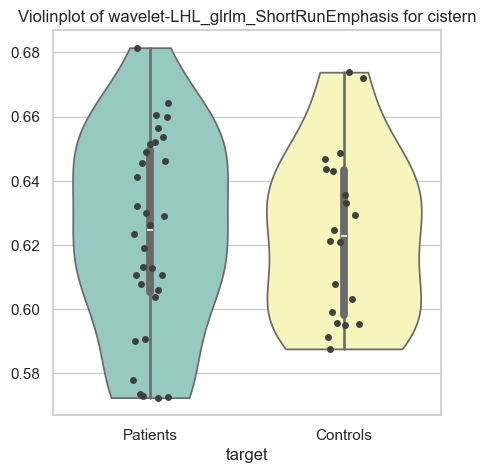 Violinplot of wavelet-LHL_glrlm_ShortRunEmphasis for cistern
0.68
0.66
0.64
0.62
0.60
0.58
Patients
Controls
target